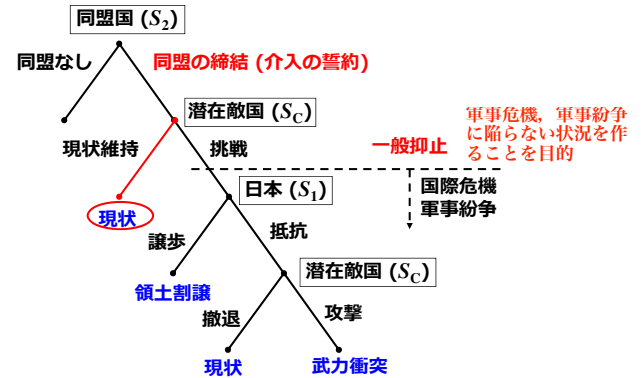 同盟国 (S2)
同盟なし
同盟の締結 (介入の誓約)
潜在敵国 (SC)
現状維持
挑戦
一般抑止
軍事危機，軍事紛争
に陥らない状況を作
ることを目的
日本 (S1)
国際危機
軍事紛争
現状
譲歩
抵抗
領土割譲
潜在敵国 (SC)
撤退
攻撃
現状
武力衝突